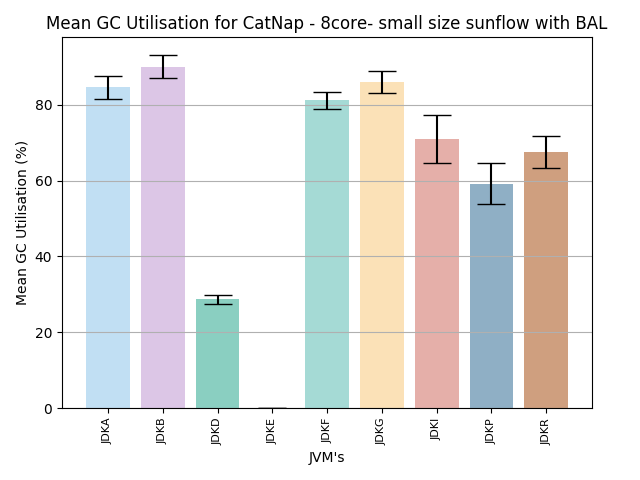 Mean GC Utilisation for CatNap - 8core- small size sunflow with BAL
Mean GC Utilisation (%)
80
60
40
20
0
JDKA
JDKB
JDKD
JDKE
JDKF
JDKG
JDKI
JDKP
JDKR
JVM's